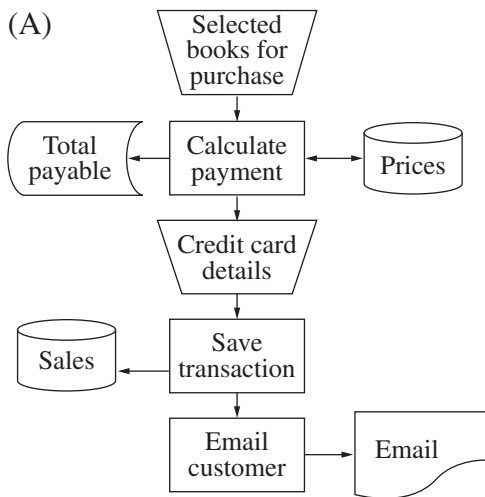 (A)
Selected
books for
purchase
Total
payable
Calculate
payment
Prices
Credit card
details
Sales
Save
transaction
Email
customer
Email